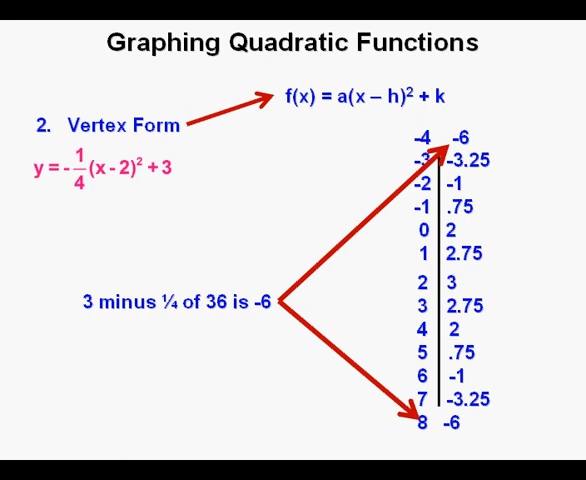 Graphing Quadratic Functions
f(x) = a(x – h)² + k
2. Vertex Form
y = - 1/4 (x - 2)² + 3
-4 -6
-3 -3.25
-2 -1
-1 .75
0 2
1 2.75
2 3
3 minus ¼ of 36 is -6
3 2.75
4 2
5 .75
6 -1
7 -3.25
8 -6